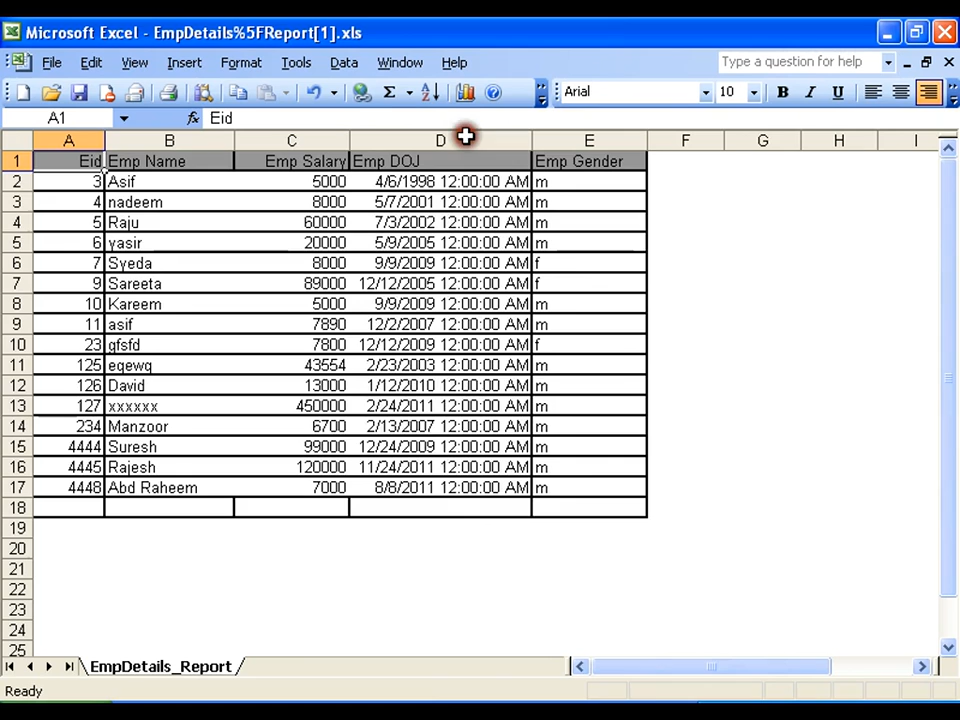 Microsoft Excel - EmpDetails%5FReport[1].xls
File Edit View Insert Format Tools Data Window Help Type a question for help
Arial 10 B I U
A1 fx Eid
A B C D E F G H I
1 Eid Emp Name Emp Salary Emp DOJ Emp Gender
2 3 Asif 5000 4/6/1998 12:00:00 AM m
3 4 nadeem 8000 5/7/2001 12:00:00 AM m
4 5 Raju 60000 7/3/2002 12:00:00 AM m
5 6 yasir 20000 5/9/2005 12:00:00 AM m
6 7 Syeda 8000 9/9/2009 12:00:00 AM f
7 9 Sareeta 89000 12/12/2005 12:00:00 AM f
8 10 Kareem 5000 9/9/2009 12:00:00 AM m
9 11 asif 7890 12/2/2007 12:00:00 AM m
10 23 gfsfd 7800 12/12/2009 12:00:00 AM f
11 125 eqewq 43554 2/23/2003 12:00:00 AM m
12 126 David 13000 1/12/2010 12:00:00 AM m
13 127 xxxxxx 450000 2/24/2011 12:00:00 AM m
14 234 Manzoor 6700 2/13/2007 12:00:00 AM m
15 4444 Suresh 99000 12/24/2009 12:00:00 AM m
16 4445 Rajesh 120000 11/24/2011 12:00:00 AM m
17 4448 Abd Raheem 7000 8/8/2011 12:00:00 AM m
18
19
20
21
22
23
24
25
EmpDetails_Report
Ready